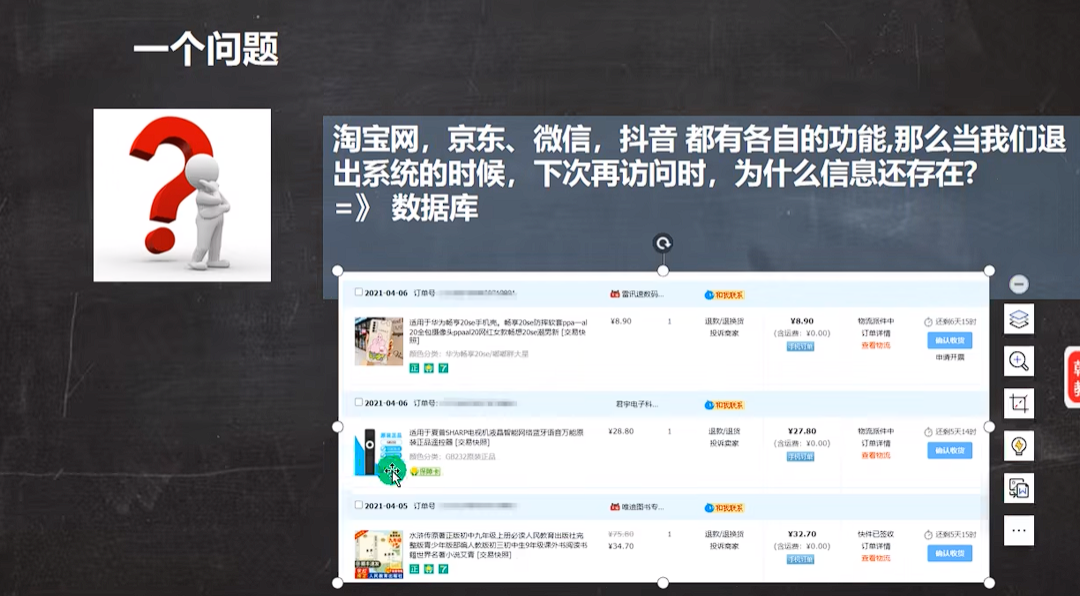 一个问题
淘宝网，京东、微信，抖音 都有各自的功能,那么当我们退
出系统的时候，下次再访问时，为什么信息还存在?
=》 数据库
2021-04-06 订单号 雷讯速数码... 和我联系
适用于华为畅享20se手机壳，畅享20se防摔软套ppa一al
20全包摄像头ppaal20网红女款畅想20se潮男新 [交易快
照]
颜色分类：华为畅享20se/嘟嘟胖大星
正 7
¥8.90 1 退款/退换货 ¥8.90 物流派件中 还剩6天15时
投诉商家 (含运费：¥0.00) 订单详情 确认收货
手机订单 查看物流 申请开票
2021-04-06 订单号: 君宇电子科... 和我联系
适用于夏普SHARP电视机液晶智能网络蓝牙语音万能原
装正品遥控器 [交易快照]
颜色分类：GB232原装正品
保障卡
¥28.80 1 退款/退货 ¥27.80 物流派件中 还剩5天14时
投诉商家 (含运费：¥0.00) 订单详情 确认收货
手机订单 查看物流
2021-04-05 订单号 唯迪图书专... 和我联系
水浒传原著正版初中九年级上册必读人民教育出版社完
整版青少年版部编人教版初三初中生9年级课外书阅读书
籍世界名著小说艾青 [交易快照]
正 7
¥75.80 1 退款/退换货 ¥32.70 快件已签收 还剩5天15时
¥34.70 投诉商家 (含运费：¥0.00) 订单详情 确认收货
手机订单 查看物流